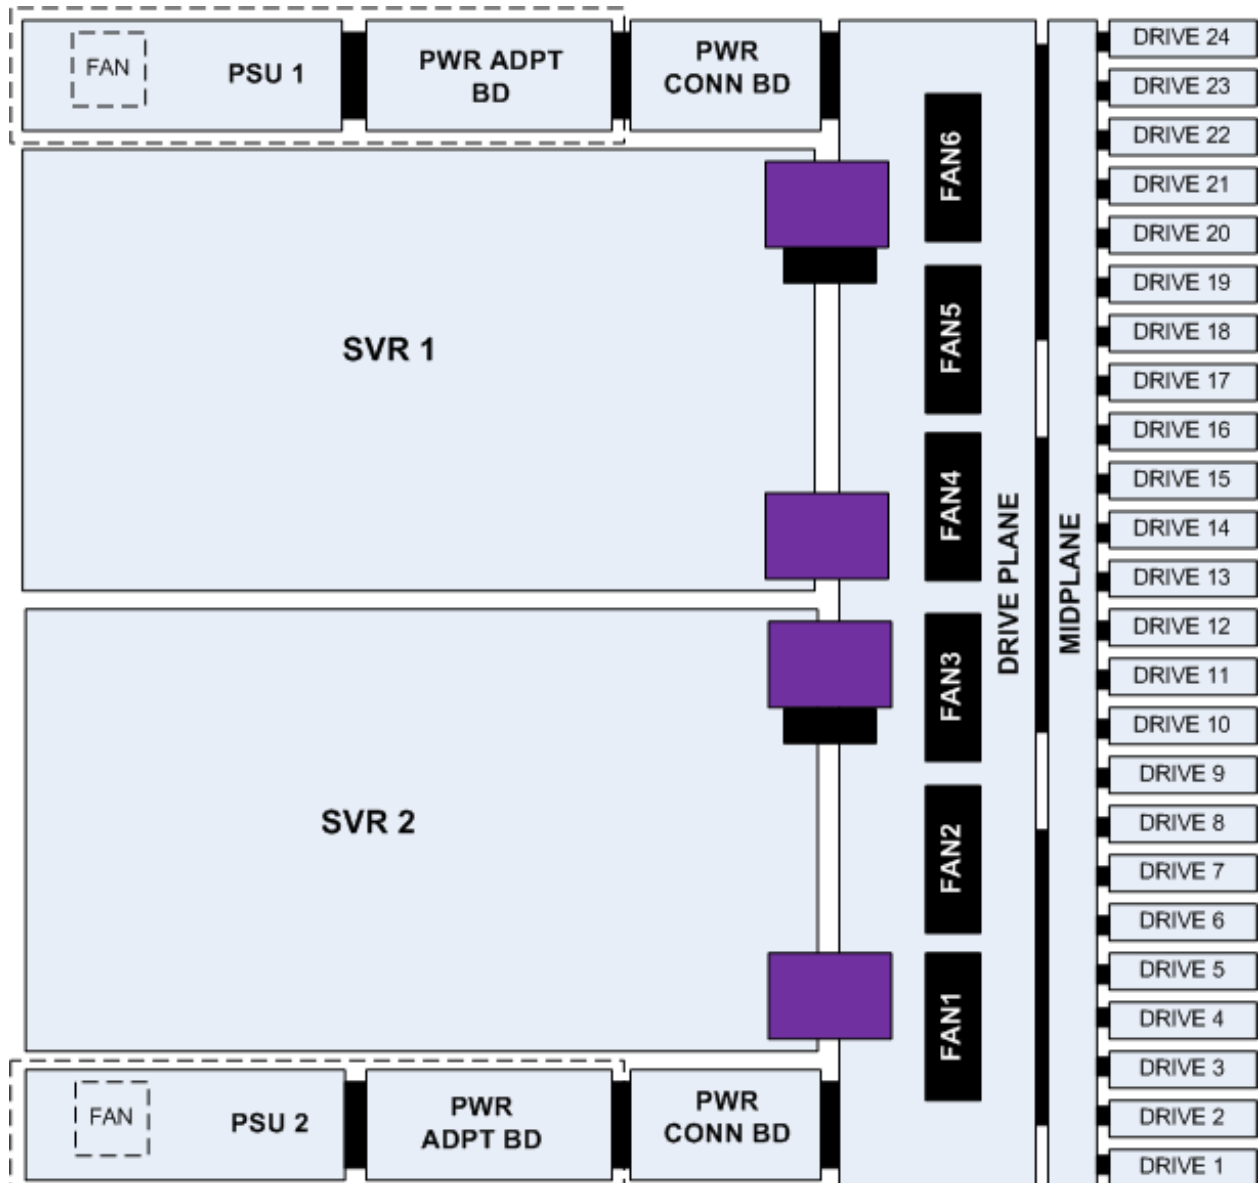 FAN
PSU 1
PWR ADPT
BD
PWR
CONN BD
SVR 1
SVR 2
FAN
PSU 2
PWR
ADPT BD
PWR
CONN BD
FAN6
FAN5
FAN4
FAN3
FAN2
FAN1
DRIVE PLANE
MIDPLANE
DRIVE 24
DRIVE 23
DRIVE 22
DRIVE 21
DRIVE 20
DRIVE 19
DRIVE 18
DRIVE 17
DRIVE 16
DRIVE 15
DRIVE 14
DRIVE 13
DRIVE 12
DRIVE 11
DRIVE 10
DRIVE 9
DRIVE 8
DRIVE 7
DRIVE 6
DRIVE 5
DRIVE 4
DRIVE 3
DRIVE 2
DRIVE 1